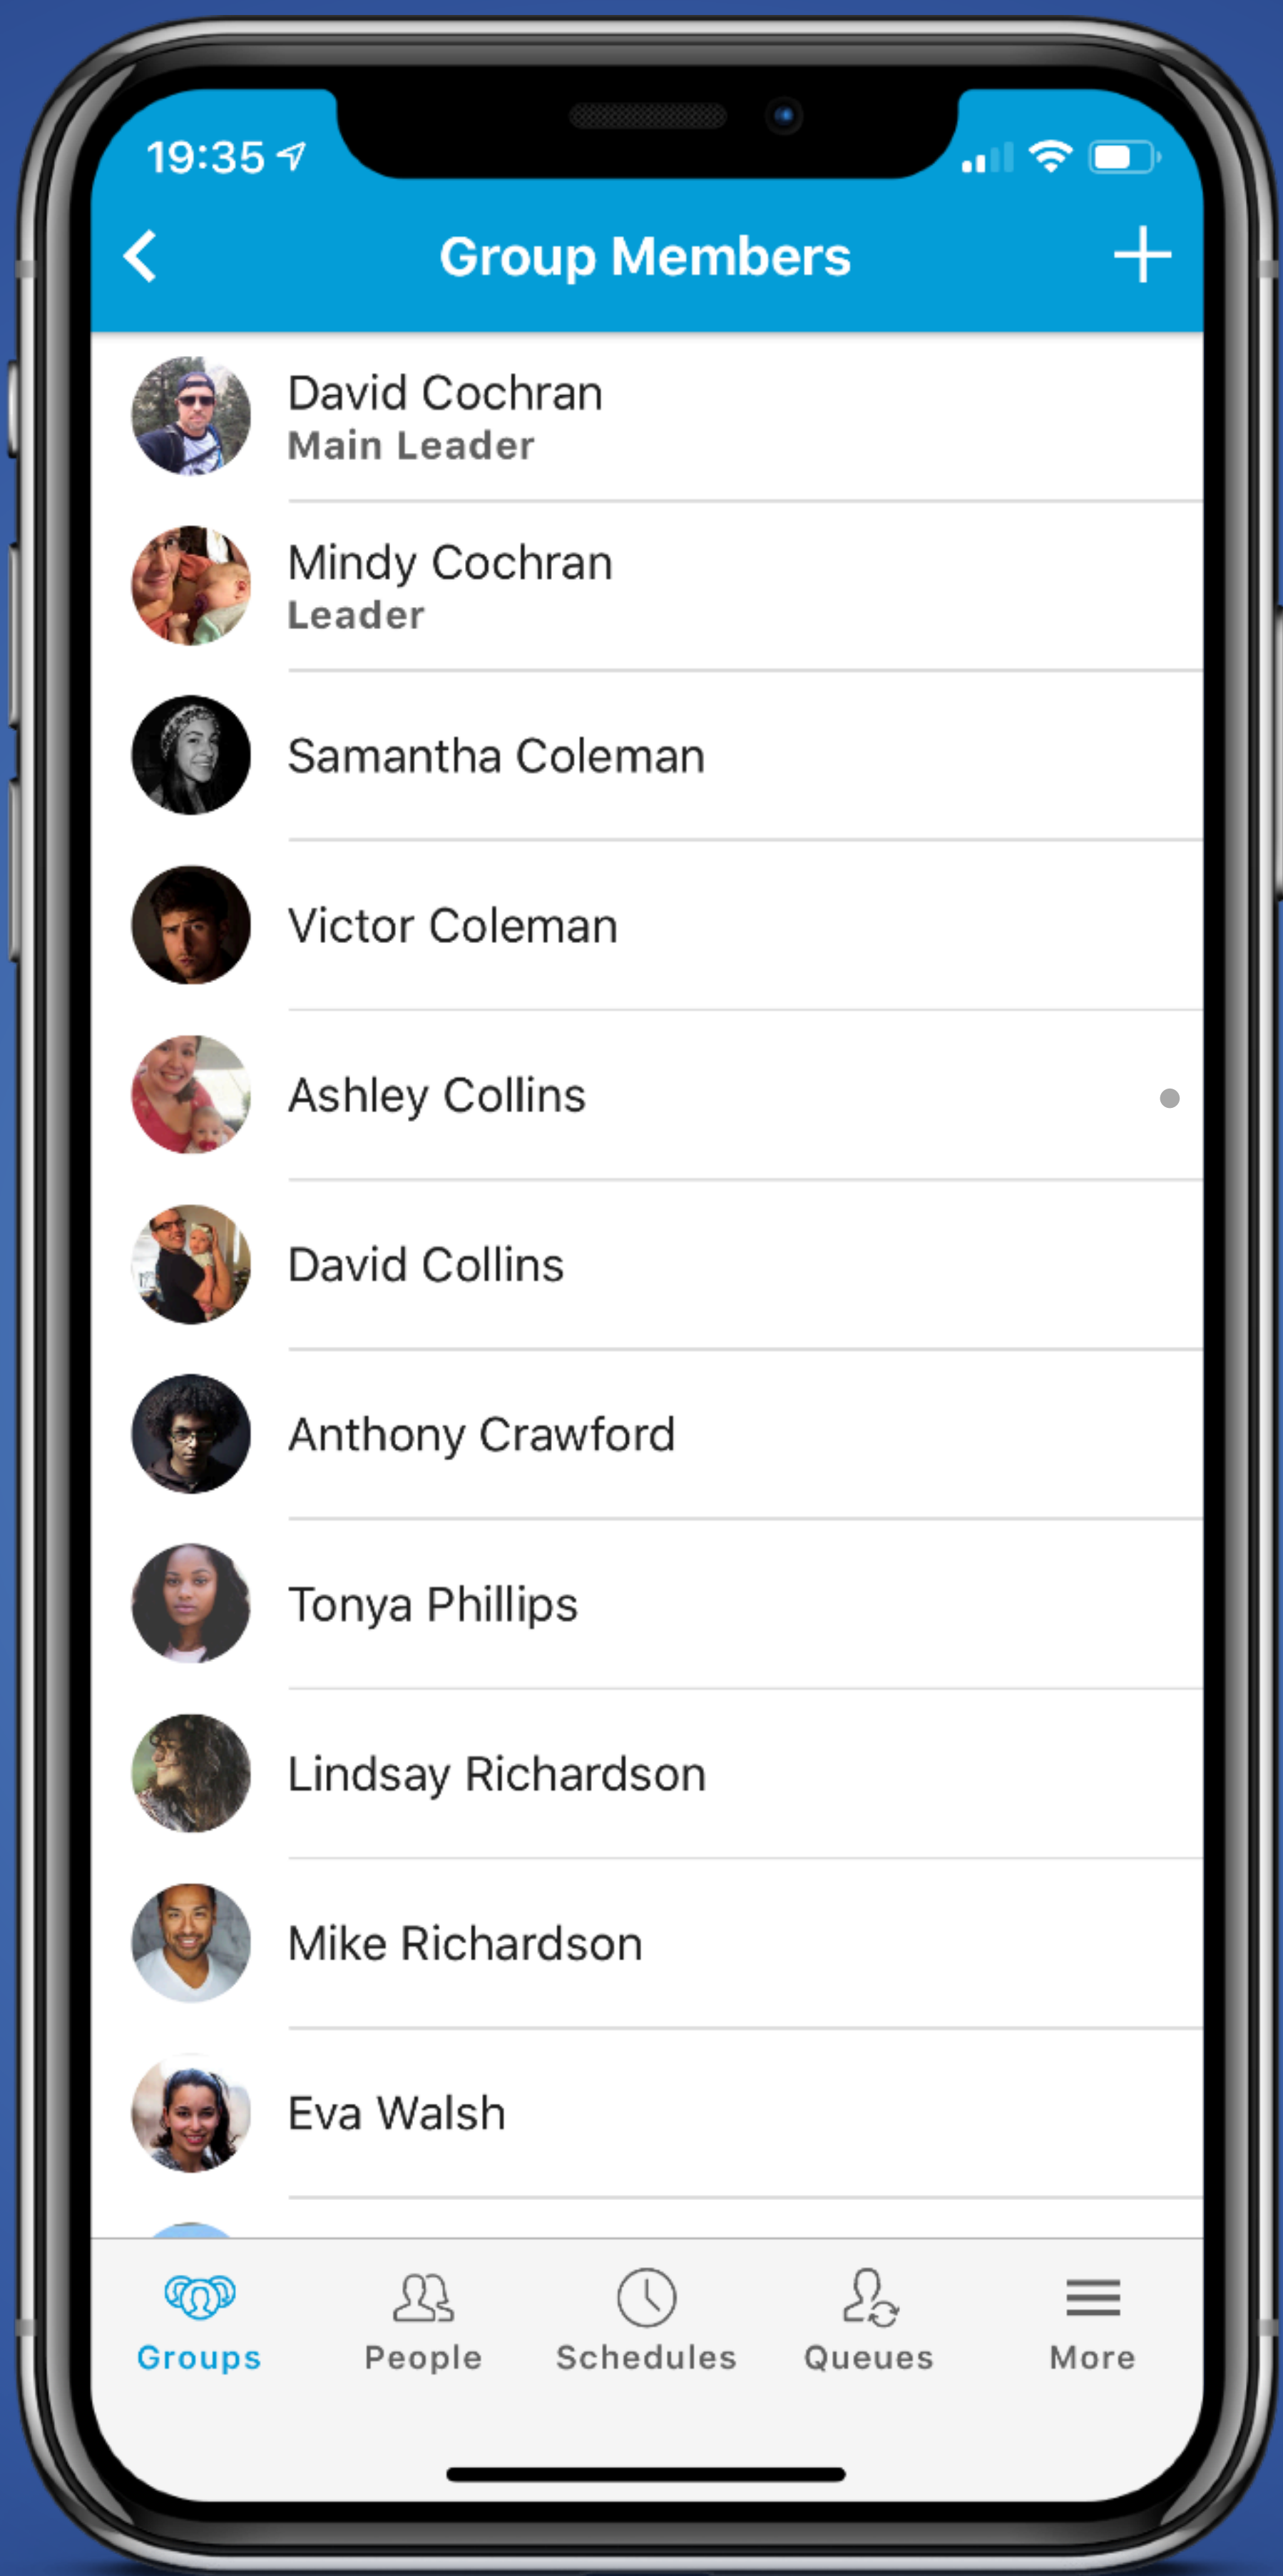 19:35
Group Members
David Cochran
Main Leader
Mindy Cochran
Leader
Samantha Coleman
Victor Coleman
Ashley Collins
David Collins
Anthony Crawford
Tonya Phillips
Lindsay Richardson
Mike Richardson
Eva Walsh
Groups People Schedules Queues More